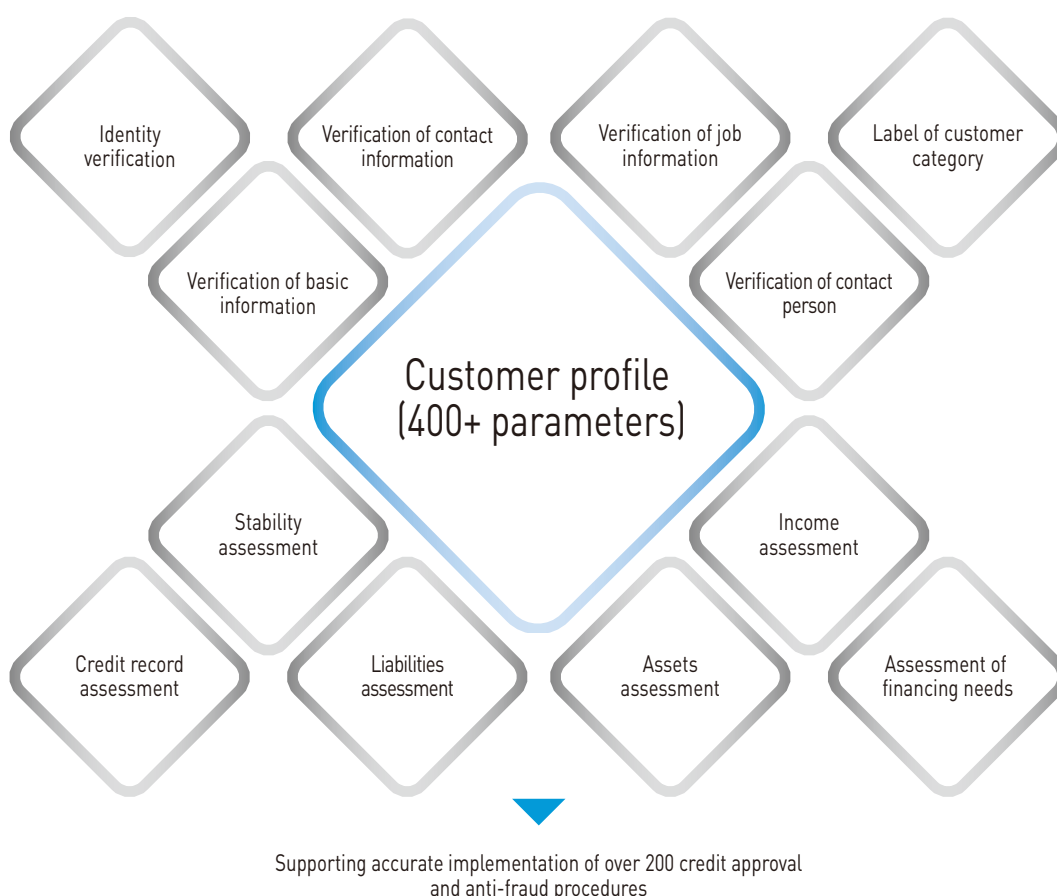 Identity
verification
Verification of contact
information
Verification of job
information
Label of customer
category
Verification of basic
information
Verification of contact
person
Customer profile
(400+ parameters)
Stability
assessment
Income
assessment
Credit record
assessment
Liabilities
assessment
Assets
assessment
Assessment of
financing needs
Supporting accurate implementation of over 200 credit approval
and anti-fraud procedures